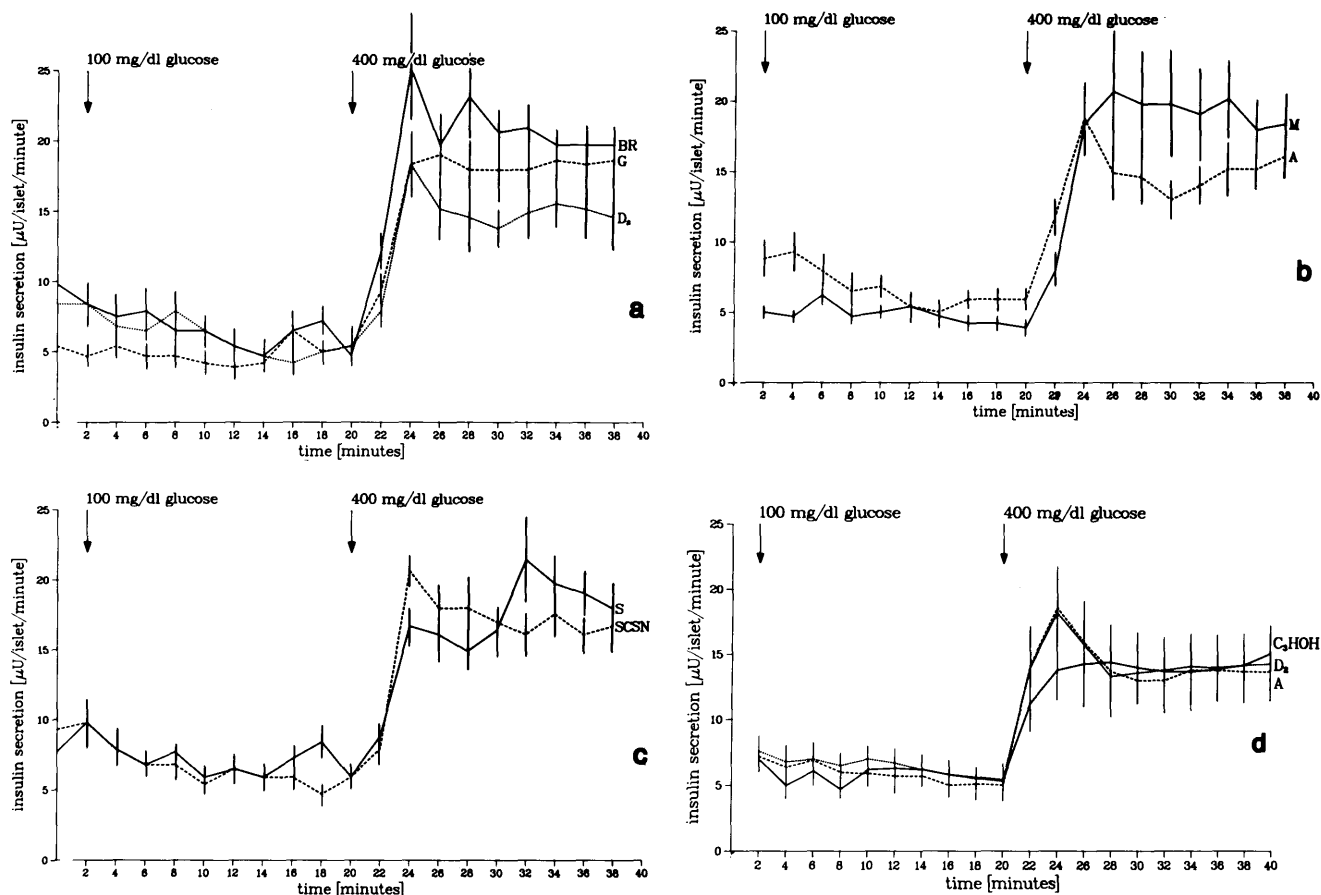 100 mg/dl glucose
400 mg/dl glucose
insulin secretion [μU/islet/minute]
25
20
15
10
5
0
BR
G
D₂
a
2 4 6 8 10 12 14 16 18 20 22 24 26 28 30 32 34 36 38 40
time [minutes]
100 mg/dl glucose
400 mg/dl glucose
insulin secretion [μU/islet/minute]
25
20
15
10
5
0
M
A
b
2 4 6 8 10 12 14 16 18 20 22 24 26 28 30 32 34 36 38 40
time [minutes]
100 mg/dl glucose
400 mg/dl glucose
insulin secretion [μU/islet/minute]
25
20
15
10
5
0
S
SCSN
c
2 4 6 8 10 12 14 16 18 20 22 24 26 28 30 32 34 36 38 40
time [minutes]
100 mg/dl glucose
400 mg/dl glucose
insulin secretion [μU/islet/minute]
25
20
15
10
5
0
C₃HOH
D₂
A
d
2 4 6 8 10 12 14 16 18 20 22 24 26 28 30 32 34 36 38 40
time [minutes]